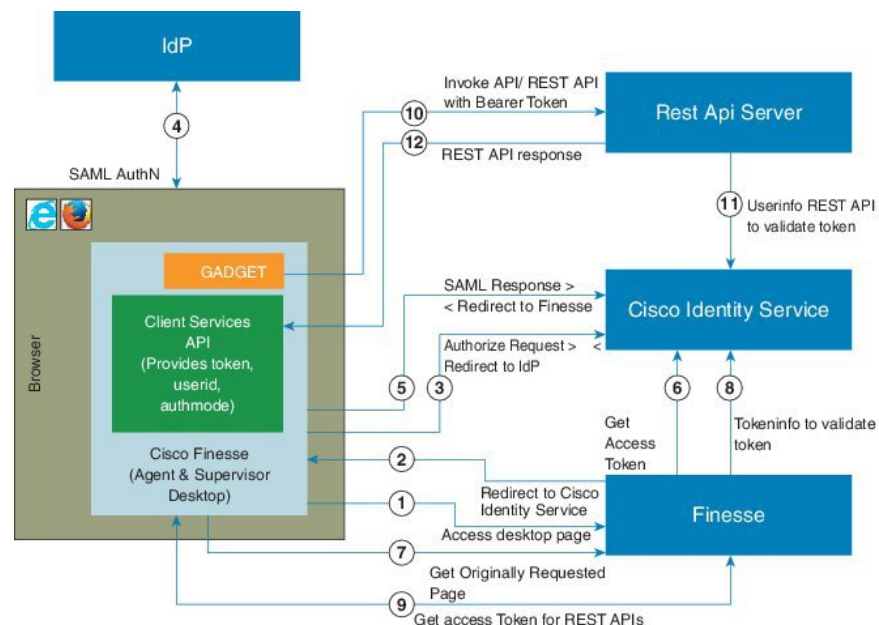 IdP
4
SAML AuthN
Invoke API/ REST API
with Bearer Token
10
12
REST API response
Rest Api Server
11
Userinfo REST API
to validate token
GADGET
Client Services
API
(Provides token,
userid,
authmode)
Browser
Cisco Finesse
(Agent & Supervisor
Desktop)
SAML Response >
< Redirect to Finesse
Authorize Request > <
Redirect to IdP
5
3
Cisco Identity Service
6
8
Get
Access
Token
Tokeninfo to validate
token
2
Redirect to Cisco
Identity Service
1
Access desktop page
Finesse
7
Get Originally Requested
Page
9
Get access Token for REST APIs